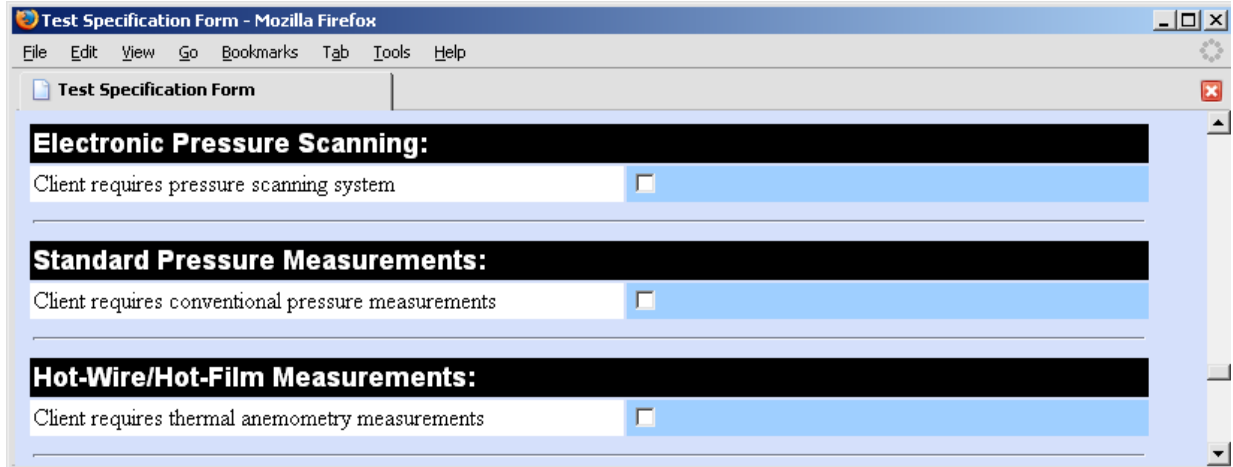 Test Specification Form - Mozilla Firefox
File Edit View Go Bookmarks Tab Tools Help
Test Specification Form
Electronic Pressure Scanning:
Client requires pressure scanning system
Standard Pressure Measurements:
Client requires conventional pressure measurements
Hot-Wire/Hot-Film Measurements:
Client requires thermal anemometry measurements